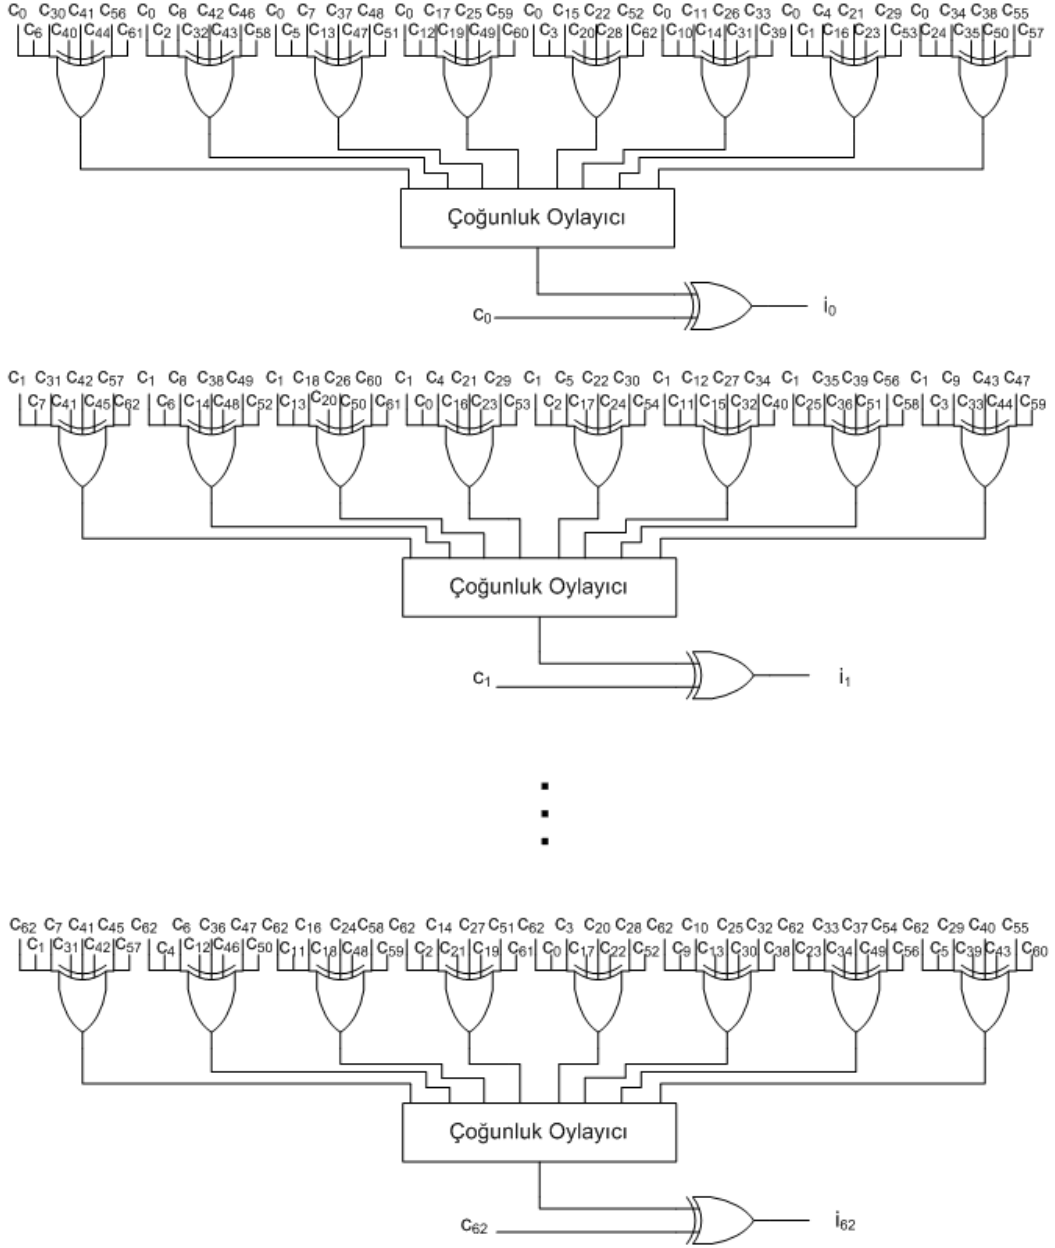 C0 C30 C41 C56 C0 C8 C42 C46 C0 C7 C37 C48 C0 C17 C25 C59 C0 C15 C22 C52 C0 C11 C26 C33 C0 C4 C21 C29 C0 C34 C38 C55
C6 C40 C44 C61 C2 C32 C43 C58 C5 C13 C47 C51 C12 C19 C49 C60 C3 C20 C28 C62 C10 C14 C31 C39 C1 C16 C23 C53 C24 C35 C50 C57
Çoğunluk Oylayıcı
C0
i0
C1 C31 C42 C57 C1 C8 C38 C49 C1 C18 C26 C60 C1 C4 C21 C29 C1 C5 C22 C30 C1 C12 C27 C34 C1 C35 C39 C56 C1 C9 C43 C47
C7 C41 C45 C62 C6 C14 C48 C52 C13 C20 C50 C61 C0 C16 C23 C53 C2 C17 C24 C54 C11 C15 C32 C40 C25 C36 C51 C58 C3 C33 C44 C59
Çoğunluk Oylayıcı
C1
i1
C62 C7 C41 C45 C62 C6 C36 C47 C62 C16 C24 C58 C62 C14 C27 C51 C62 C3 C20 C28 C62 C10 C25 C32 C62 C33 C37 C54 C62 C29 C40 C55
C1 C31 C42 C57 C4 C12 C46 C50 C11 C18 C48 C59 C2 C21 C19 C61 C0 C17 C22 C52 C9 C13 C30 C38 C23 C34 C49 C56 C5 C39 C43 C60
Çoğunluk Oylayıcı
C62
i62